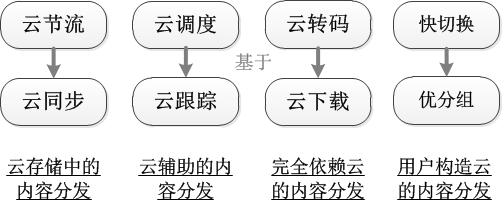 云节流 云调度 云转码 快切换
基于
云同步 云跟踪 云下载 优分组
云存储中的 云辅助的内 完全依赖云 用户构造云
内容分发 容分发 的内容分发 的内容分发